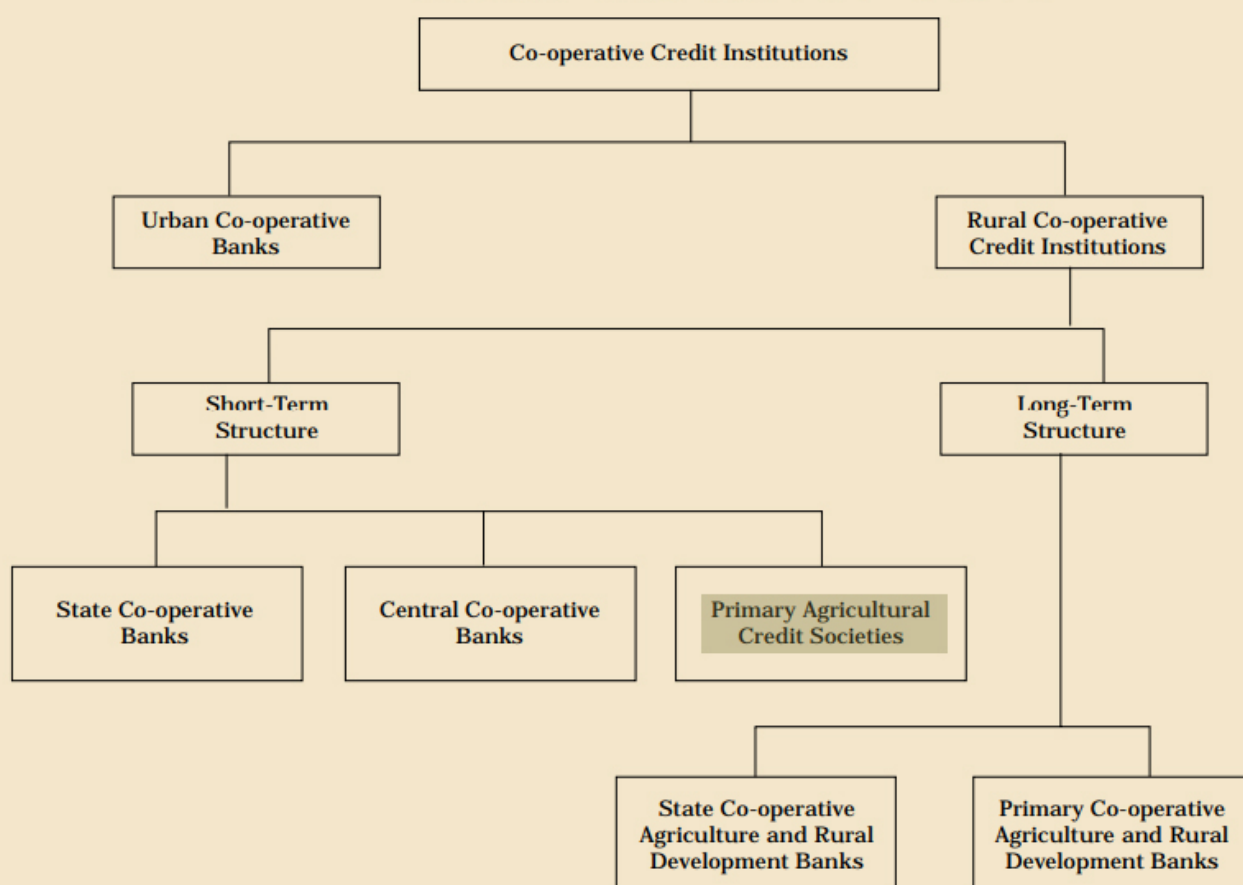 Co-operative Credit Institutions
Urban Co-operative
Banks
Rural Co-operative
Credit Institutions
Short-Term
Structure
Long-Term
Structure
State Co-operative
Banks
Central Co-operative
Banks
Primary Agricultural
Credit Societies
State Co-operative
Agriculture and Rural
Development Banks
Primary Co-operative
Agriculture and Rural
Development Banks